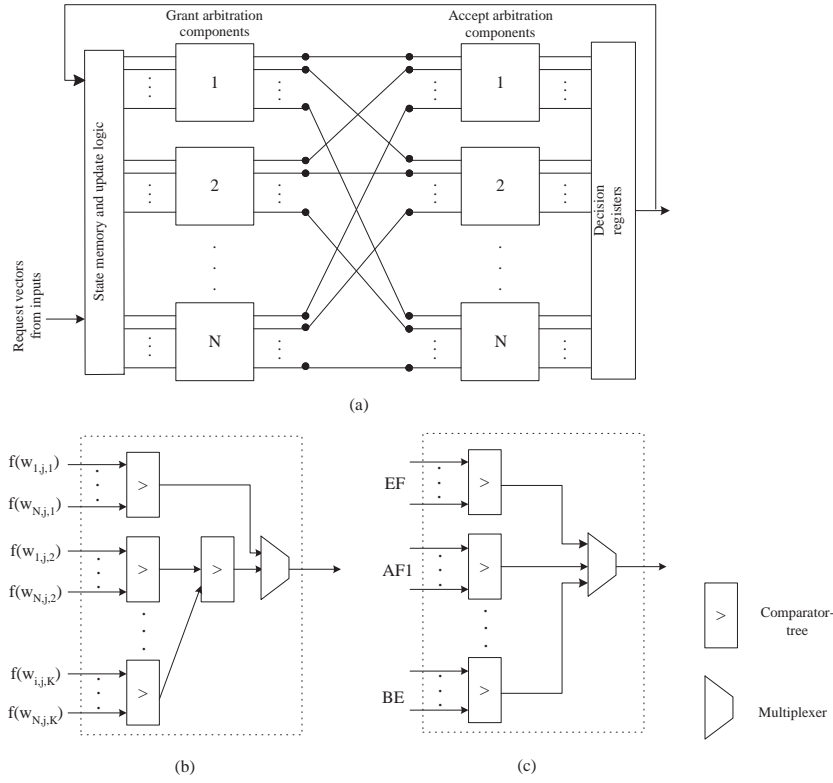 Grant arbitration
components
Accept arbitration
components
1
1
2
2
N
N
State memory and update logic
Decision
registers
Request vectors
from inputs
(a)
f(w1,j,1)
f(wN,j,1)
f(w1,j,2)
f(wN,j,2)
f(wi,j,K)
f(wN,j,K)
>
>
>
>
(b)
EF
AF1
BE
>
>
>
(c)
>
Comparator-
tree
Multiplexer